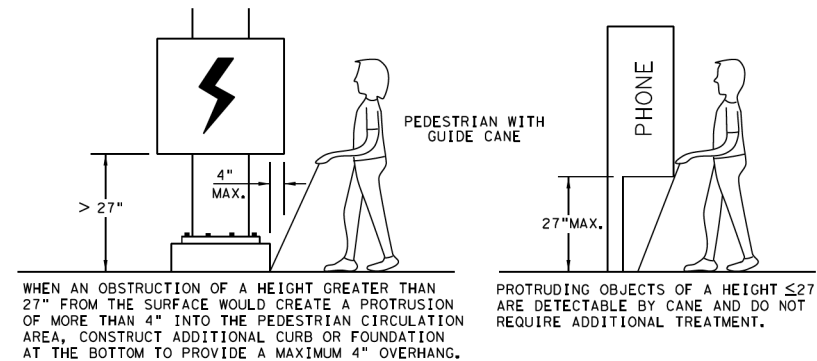 PHONE
PEDESTRIAN WITH
GUIDE CANE
4"
MAX.
> 27"
27"MAX.
WHEN AN OBSTRUCTION OF A HEIGHT GREATER THAN
27" FROM THE SURFACE WOULD CREATE A PROTRUSION
OF MORE THAN 4" INTO THE PEDESTRIAN CIRCULATION
AREA, CONSTRUCT ADDITIONAL CURB OR FOUNDATION
AT THE BOTTOM TO PROVIDE A MAXIMUM 4" OVERHANG.
PROTRUDING OBJECTS OF A HEIGHT ≤27
ARE DETECTABLE BY CANE AND DO NOT
REQUIRE ADDITIONAL TREATMENT.